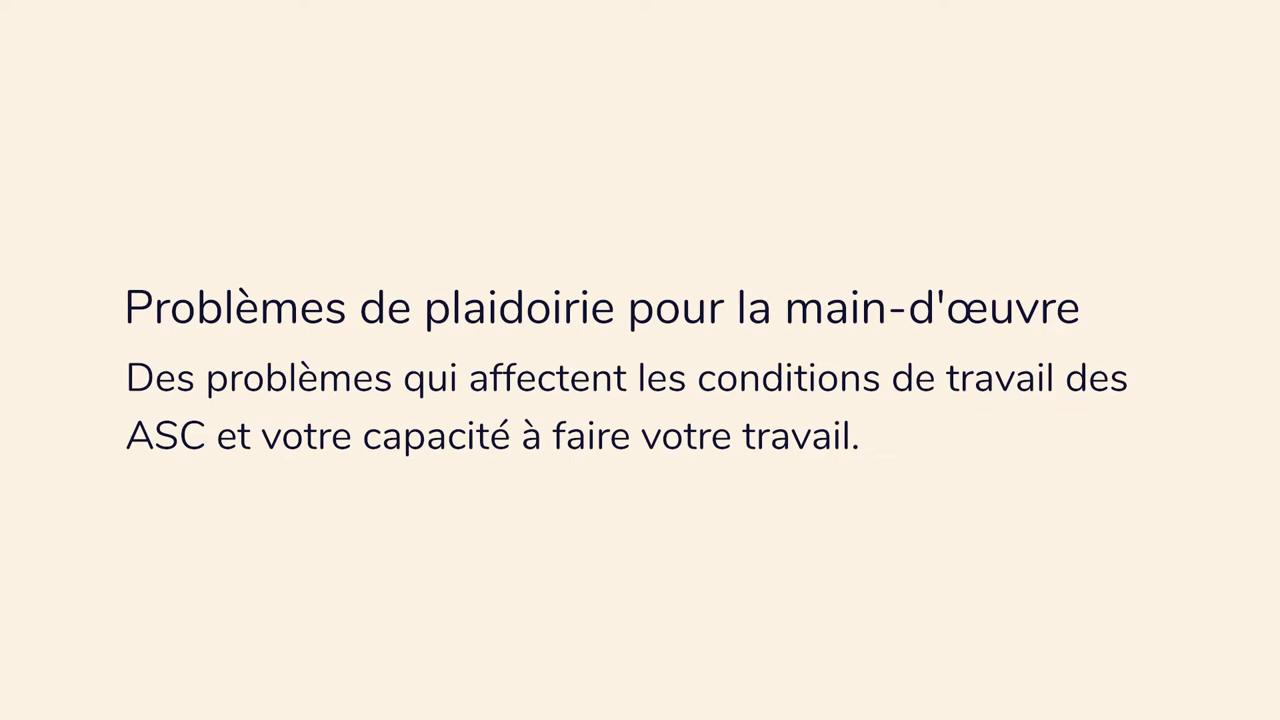 Problèmes de plaidoirie pour la main-d'œuvre
Des problèmes qui affectent les conditions de travail des
ASC et votre capacité à faire votre travail.